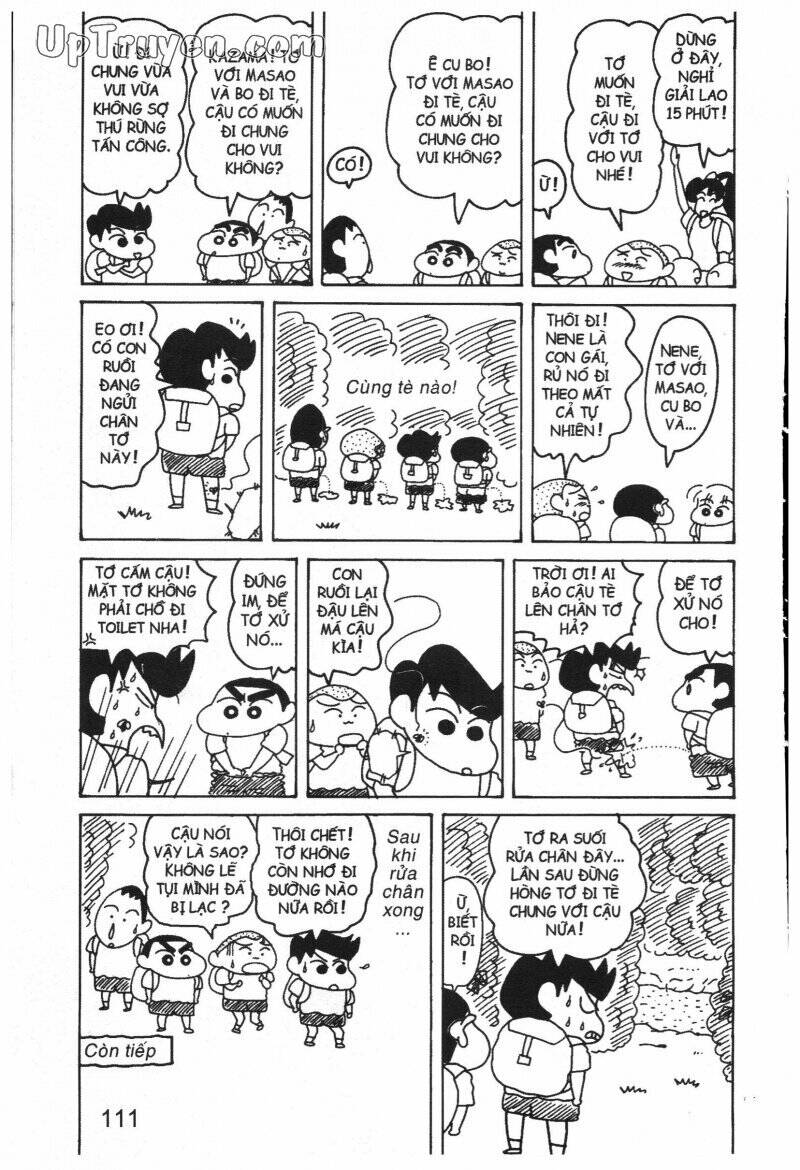 UpTruyen.com
DỪNG
Ở ĐÂY,
NGHỈ
GIẢI LAO
15 PHÚT!
TỚ
MUỐN
ĐI TÈ,
CẬU ĐI
VỚI TỚ
CHO VUI
NHÉ!
Ừ!
Ê CU BO!
TỚ VỚI MASAO
ĐI TÈ, CẬU
CÓ MUỐN ĐI
CHUNG CHO
VUI KHÔNG?
CÓ!
KAZAMA! TỚ
VỚI MASAO
VÀ BO ĐI TÈ,
CẬU CÓ MUỐN
ĐI CHUNG
CHO VUI
KHÔNG?
CHUNG VỪA
VUI VỪA
KHÔNG SỢ
THÚ RỪNG
TẤN CÔNG.
NENE,
TỚ VỚI
MASAO,
CU BO
VÀ...
THÔI ĐI!
NENE LÀ
CON GÁI,
RỦ NÓ ĐI
THEO MẤT
CẢ TỰ
NHIÊN!
Cùng tè nào!
EO ƠI!
CÓ CON
RUỒI
ĐANG
NGỬI
CHÂN
TỚ
NÀY!
ĐỂ TỚ
XỬ NÓ
CHO!
TRỜI ƠI! AI
BẢO CẬU TÈ
LÊN CHÂN TỚ
HẢ?
CON
RUỒI LẠI
ĐẬU LÊN
MÁ CẬU
KÌA!
ĐỨNG
IM, ĐỂ
TỚ XỬ
NÓ...
TỚ CẤM CẬU!
MẶT TỚ KHÔNG
PHẢI CHỖ ĐI
TOILET NHA!
TỚ RA SUỐI
RỬA CHÂN ĐÂY...
LẦN SAU ĐỪNG
HÒNG TỚ ĐI TÈ
CHUNG VỚI CẬU
NỮA!
Ừ,
BIẾT
RỒI!
Sau
khi
rửa
chân
xong
...
THÔI CHẾT!
TỚ KHÔNG
CÒN NHỚ ĐI
ĐƯỜNG NÀO
NỮA RỒI!
CẬU NÓI
VẬY LÀ SAO?
KHÔNG LẼ
TỤI MÌNH ĐÃ
BỊ LẠC?
Còn tiếp
111